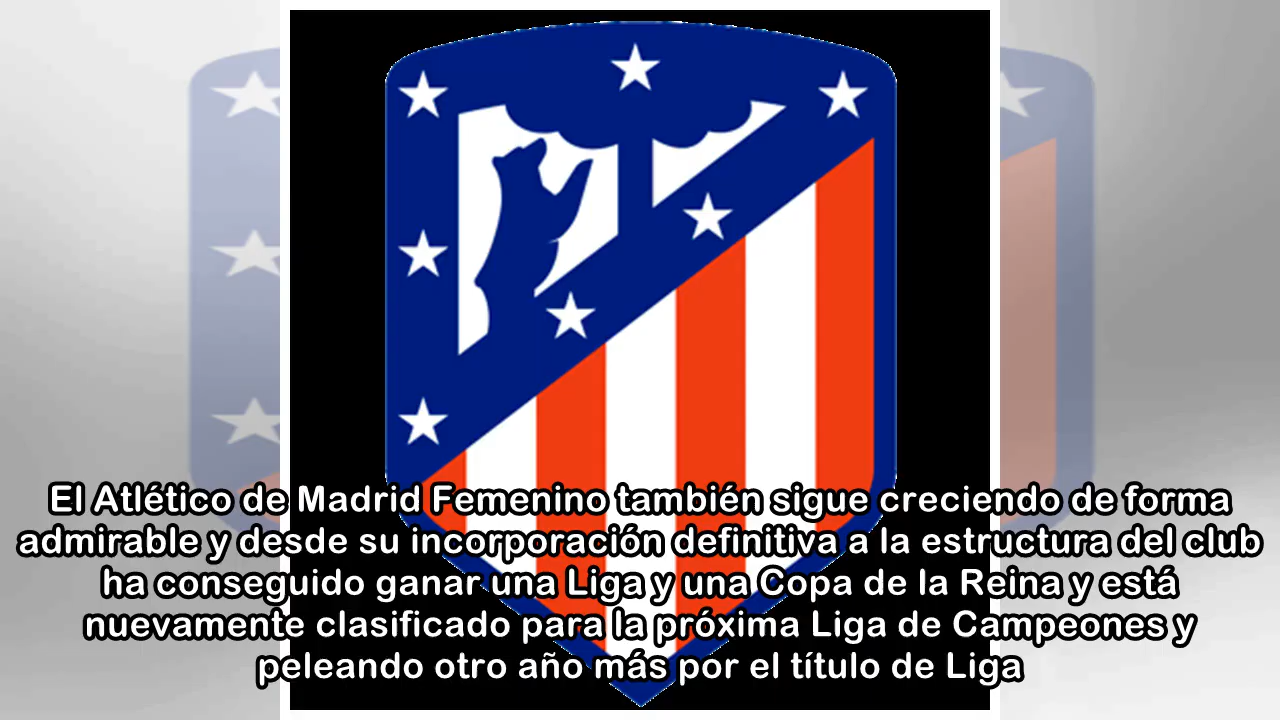 El Atlético de Madrid Femenino también sigue creciendo de forma
admirable y desde su incorporación definitiva a la estructura del club
ha conseguido ganar una Liga y una Copa de la Reina y está
nuevamente clasificado para la próxima Liga de Campeones y
peleando otro año más por el título de Liga